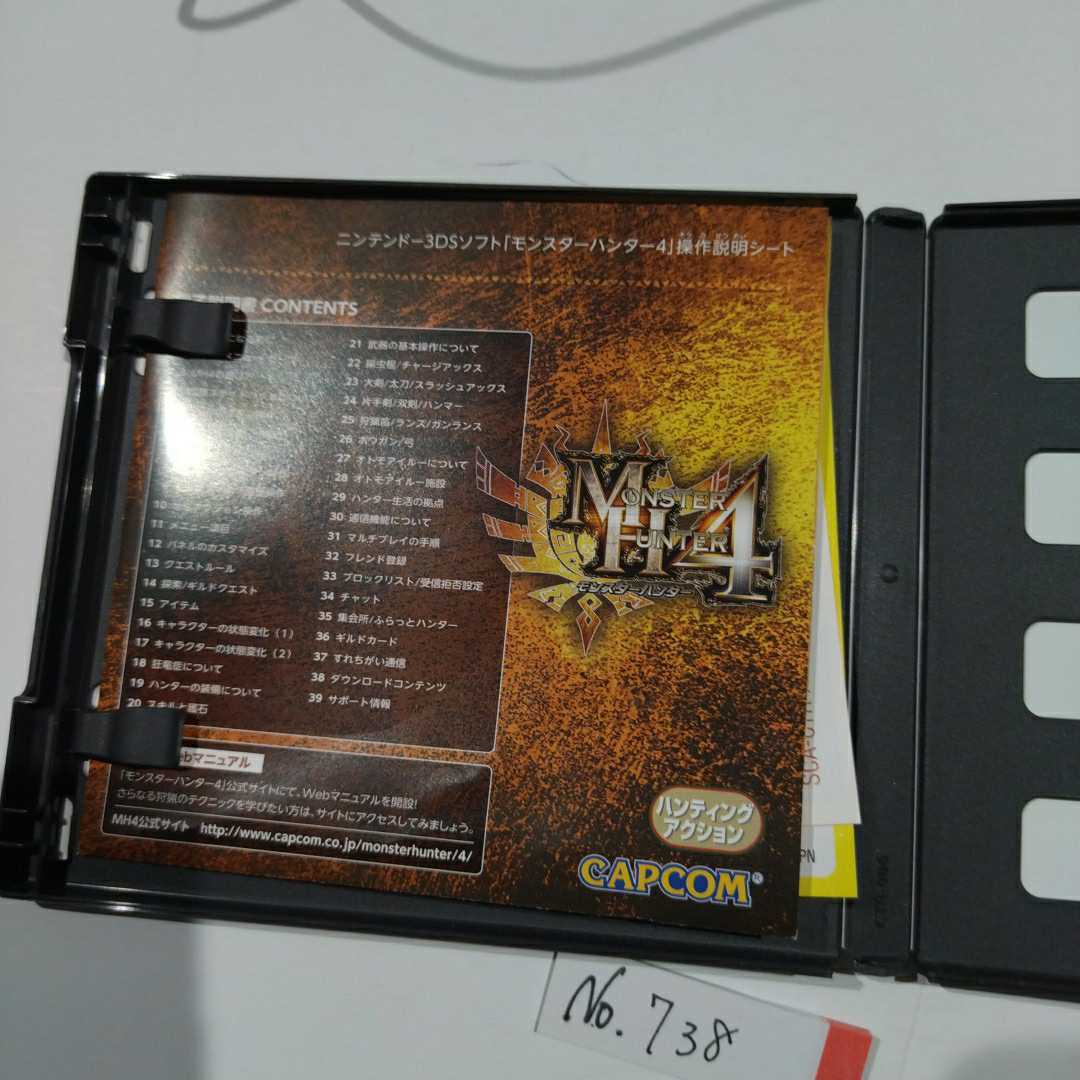 ニンテンドー3DSソフト「モンスターハンター4」操作説明シート
CONTENTS
11 メニュー項目
12 パネルのカスタマイズ
13 クエストルール
14 探索/ギルドクエスト
15 アイテム
16 キャラクターの状態変化（1）
17 キャラクターの状態変化（2）
18 狂竜症について
19 ハンターの装備について
20 スキルと護石
21 武器の基本操作について
22 操虫棍/チャージアックス
23 大剣/太刀/スラッシュアックス
24 片手剣/双剣/ハンマー
25 狩猟笛/ランス/ガンランス
26 ボウガン/弓
27 オトモアイルーについて
28 オトモアイルー施設
29 ハンター生活の拠点
30 通信機能について
31 マルチプレイの手順
32 フレンド登録
33 ブロックリスト/受信拒否設定
34 チャット
35 集会所/ふらっとハンター
36 ギルドカード
37 すれちがい通信
38 ダウンロードコンテンツ
39 サポート情報
MONSTER
HUNTER 4
モンスターハンター
ebマニュアル
「モンスターハンター4」公式サイトにて、Webマニュアルを開設!
さらなる狩猟のテクニックを学びたい方は、サイトにアクセスしてみましょう。
MH4公式サイト http://www.capcom.co.jp/monsterhunter/4/
ハンティング
アクション
CAPCOM®
PN
No.738